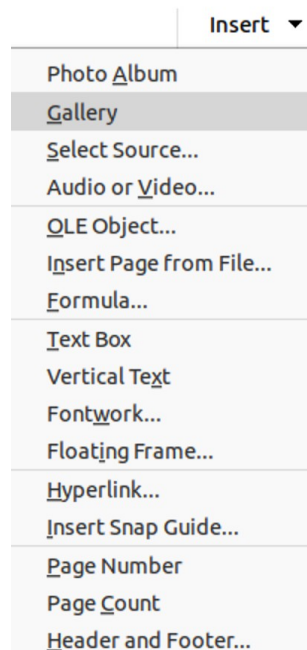 Insert
Photo Album
Gallery
Select Source...
Audio or Video...
OLE Object...
Insert Page from File...
Formula...
Text Box
Vertical Text
Fontwork...
Floating Frame...
Hyperlink...
Insert Snap Guide...
Page Number
Page Count
Header and Footer...